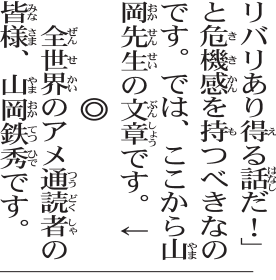 リバリあり得る話だ！」
と危機感を持つべきなの
です。では、ここから山
岡先生の文章です。↓
◎
全世界のアメ通読者の
皆様、山岡鉄秀です。